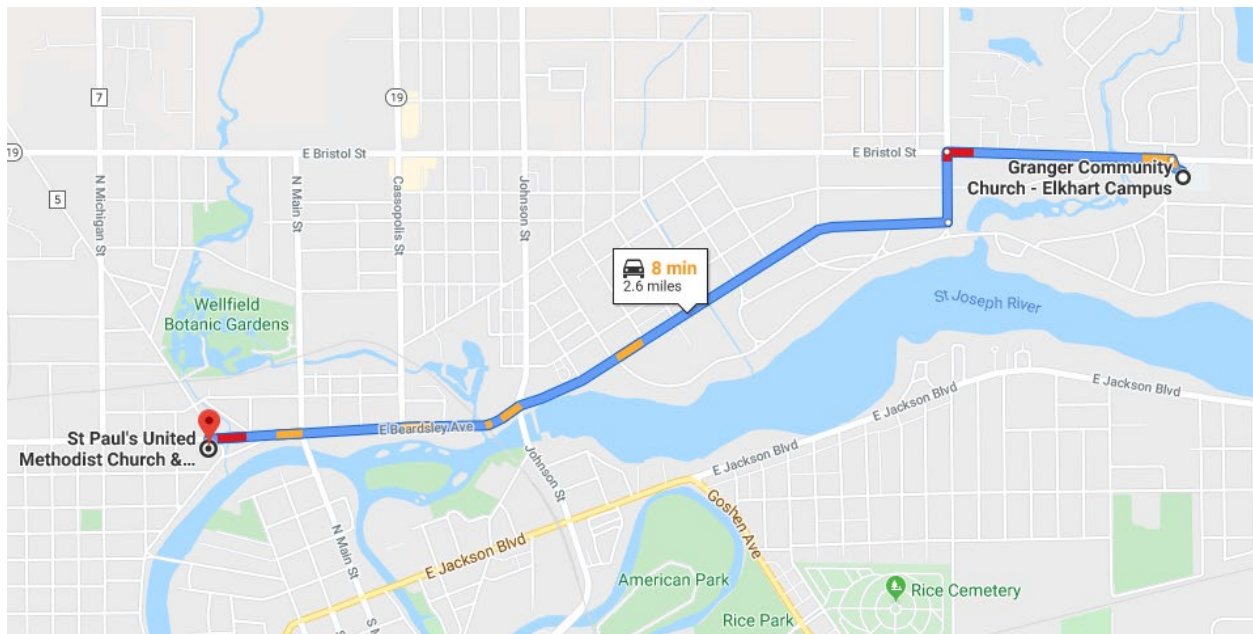 7
19
19
E Bristol St
E Bristol St
Granger Community
Church - Elkhart Campus
5
N Michigan St
N Main St
Cassopolis St
Johnson St
8 min
2.6 miles
Wellfield
Botanic Gardens
St Joseph River
E Jackson Blvd
E Jackson Blvd
E Beardsley Ave
St Paul's United
Methodist Church &...
Johnson St
E Jackson Blvd
Goshen Ave
N Main St
E Jackson Blvd
American Park
Rice Cemetery
Rice Park
S M